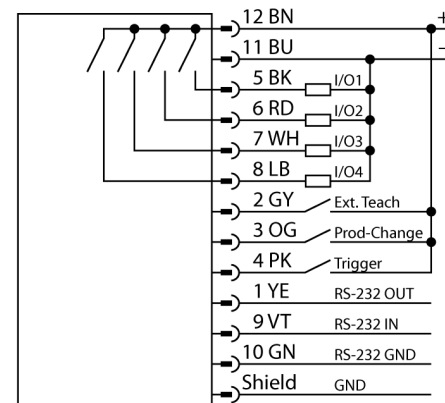 12 BN +
11 BU –
5 BK I/O1
6 RD I/O2
7 WH I/O3
8 LB I/O4
2 GY Ext. Teach
3 OG Prod-Change
4 PK Trigger
1 YE RS-232 OUT
9 VT RS-232 IN
10 GN RS-232 GND
Shield GND